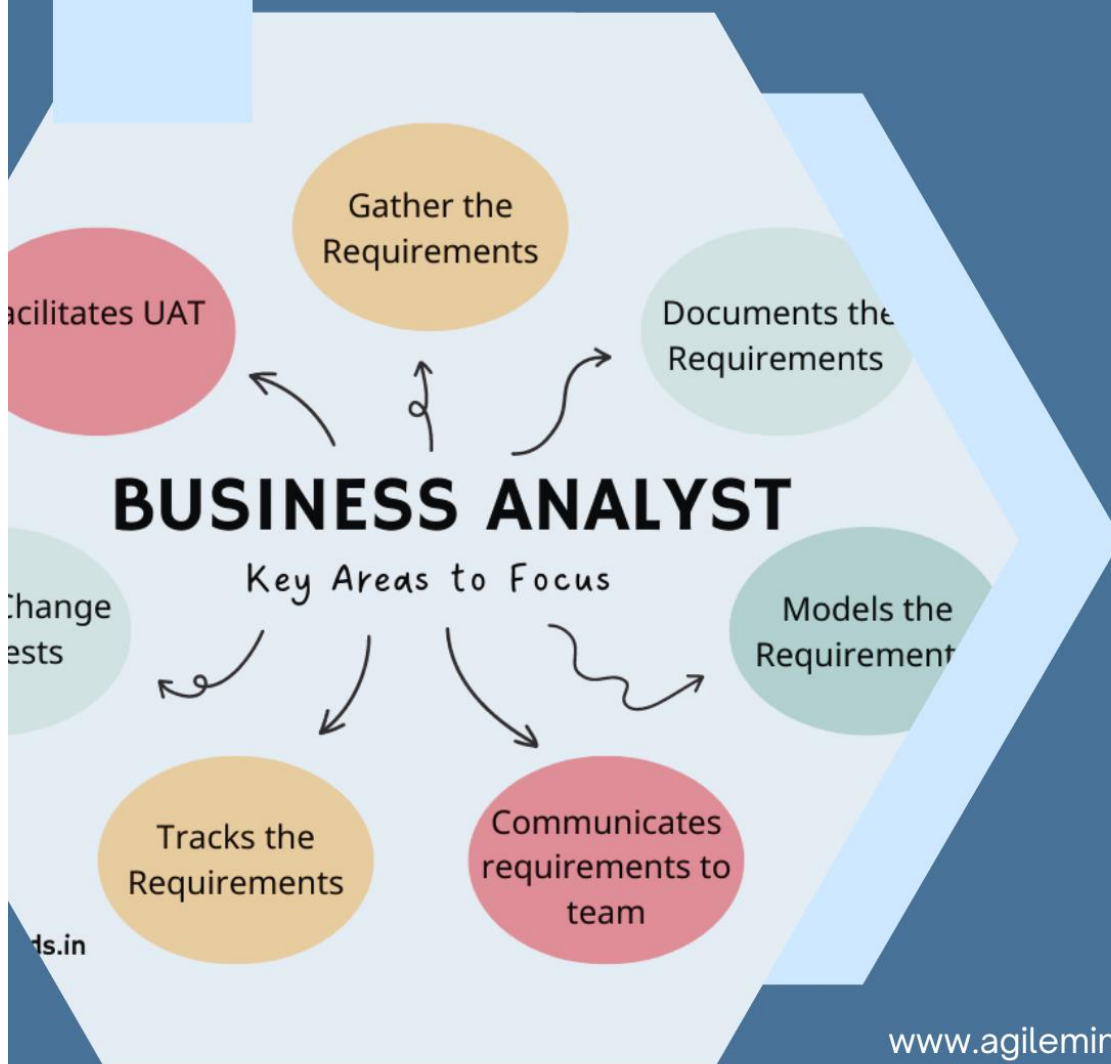 Gather the
Requirements
acilitates UAT
Documents the
Requirements
BUSINESS ANALYST
Key Areas to Focus
Change
ests
Models the
Requirement
Tracks the
Requirements
Communicates
requirements to
team
ds.in
www.agilemin